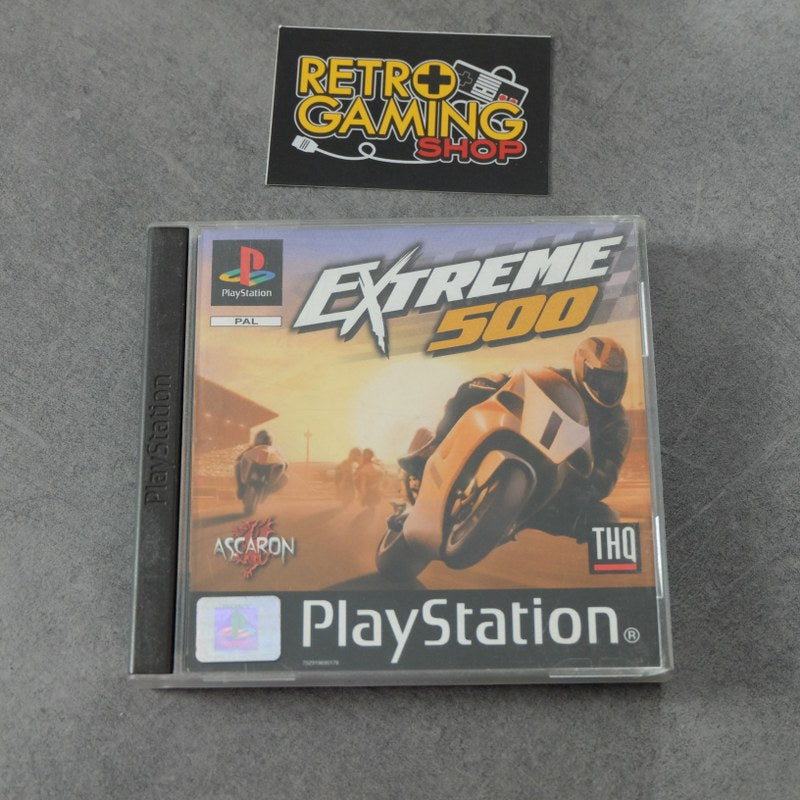 RETRO
GAMING
SHOP
PlayStation
PlayStation
PAL
EXTREME
500
ASCARON
THQ
PlayStation®